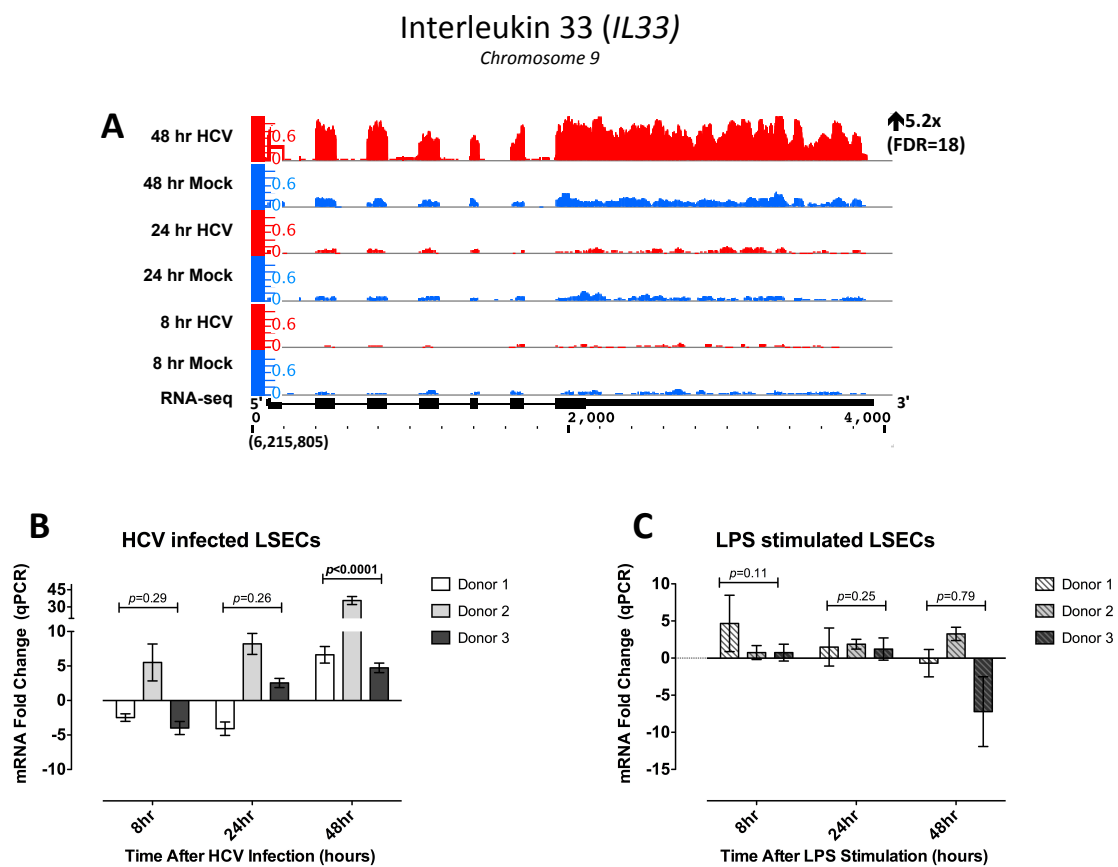 Interleukin 33 (IL33)
Chromosome 9
A
48 hr HCV
0.6
0
🡅5.2x
(FDR=18)
48 hr Mock
0.6
0
24 hr HCV
0.6
0
24 hr Mock
0.6
0
8 hr HCV
0.6
0
8 hr Mock
0.6
0
RNA-seq
5' 3'
0 2,000 4,000
(6,215,805)
B
HCV infected LSECs
mRNA Fold Change (qPCR)
45
30
10
5
0
-5
-10
p=0.29
p=0.26
p<0.0001
Donor 1
Donor 2
Donor 3
8hr
24hr
48hr
Time After HCV Infection (hours)
C
LPS stimulated LSECs
mRNA Fold Change (qPCR)
10
5
0
-5
-10
-15
p=0.11
p=0.25
p=0.79
Donor 1
Donor 2
Donor 3
8hr
24hr
48hr
Time After LPS Stimulation (hours)